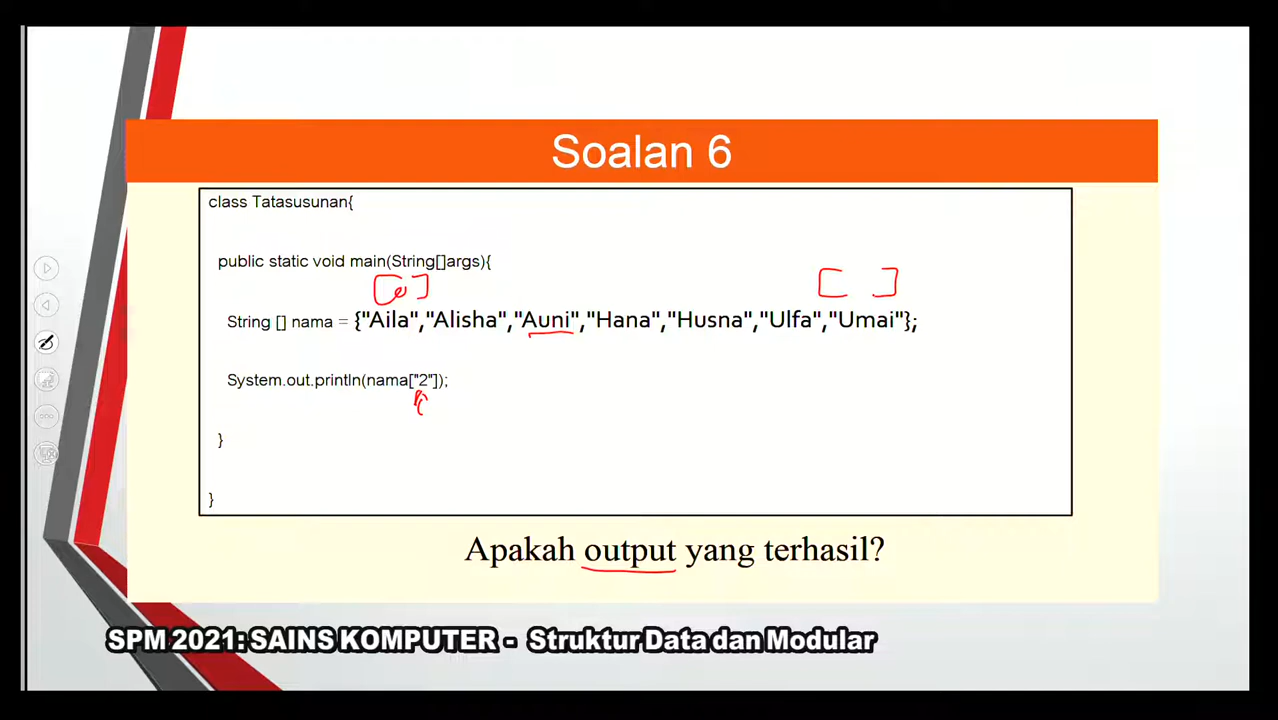 Soalan 6
class Tatasusunan{
public static void main(String[]args){
String [] nama = {"Aila","Alisha","Auni","Hana","Husna","Ulfa","Umai"};
System.out.println(nama["2"]);
}
}
Apakah output yang terhasil?
SPM 2021: SAINS KOMPUTER - Struktur Data dan Modular